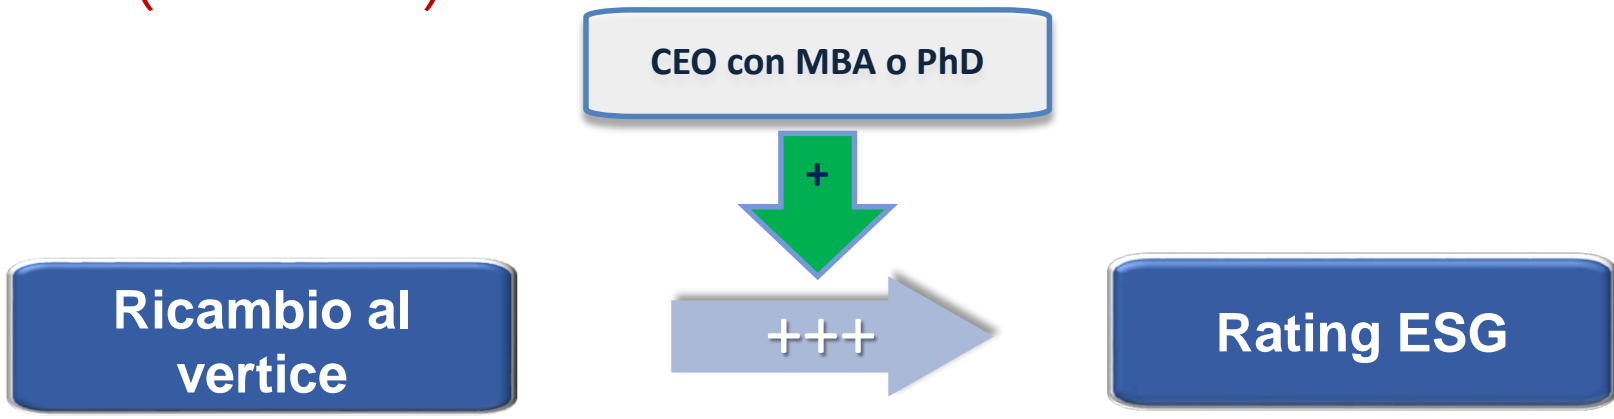 CEO con MBA o PhD
+
Ricambio al
vertice
+++
Rating ESG